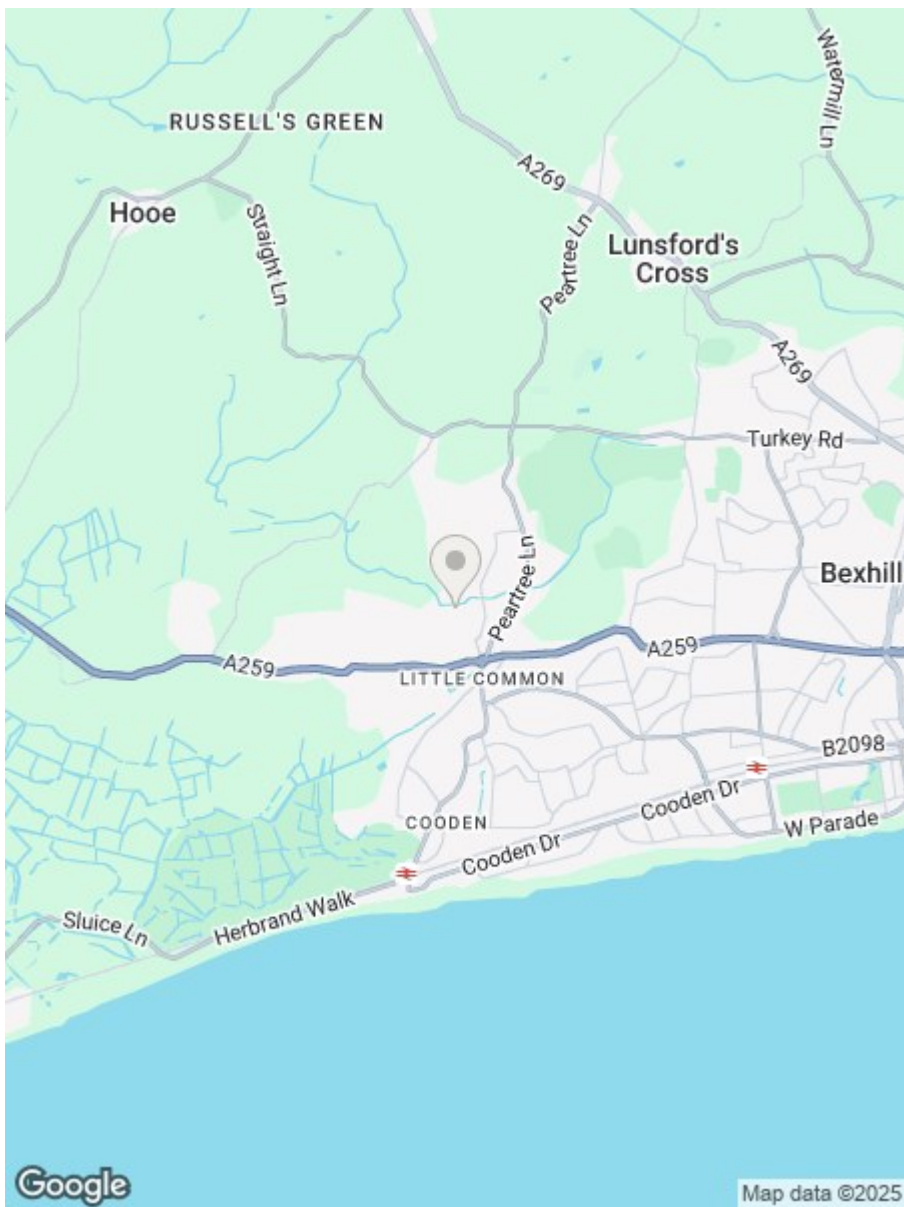 Watermill Ln
RUSSELL'S GREEN
A269
Hooe
Straight Ln
Peartree Ln
Lunsford's
Cross
A269
Turkey Rd
Peartree Ln
Bexhill
A259
A259
LITTLE COMMON
B2098
Cooden Dr
COODEN
W Parade
Cooden Dr
Herbrand Walk
Sluice Ln
Google
Map data ©2025